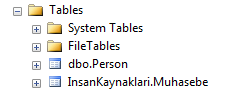 Tables
System Tables
FileTables
dbo.Person
InsanKaynaklari.Muhasebe